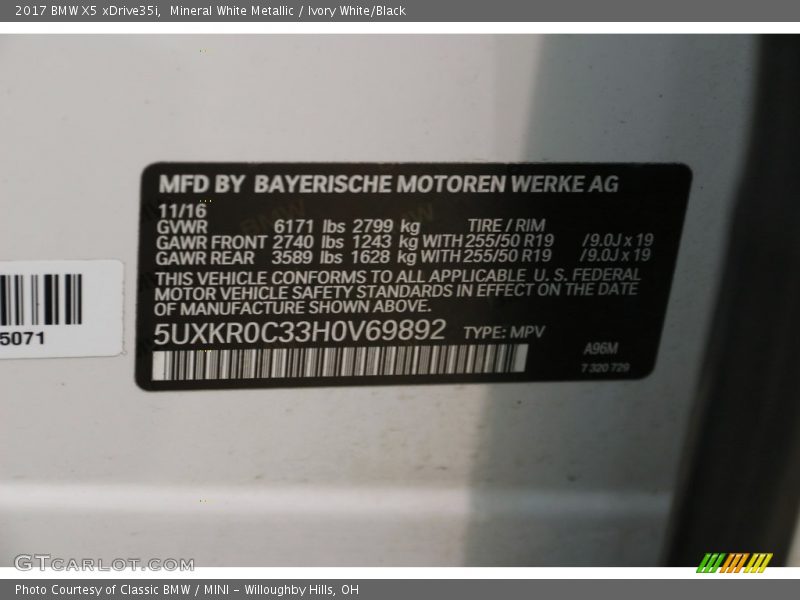 2017 BMW X5 xDrive35i,  Mineral White Metallic / Ivory White/Black
MFD BY BAYERISCHE MOTOREN WERKE AG
11/16
GVWR 6171 lbs 2799 kg TIRE / RIM
GAWR FRONT 2740 lbs 1243 kg WITH 255/50 R19 /9.0J x 19
GAWR REAR 3589 lbs 1628 kg WITH 255/50 R19 /9.0J x 19
THIS VEHICLE CONFORMS TO ALL APPLICABLE U. S. FEDERAL
MOTOR VEHICLE SAFETY STANDARDS IN EFFECT ON THE DATE
OF MANUFACTURE SHOWN ABOVE.
5UXKR0C33H0V69892 TYPE: MPV
5071
A96M
7 320 729
GTCARLOT.COM
Photo Courtesy of Classic BMW / MINI - Willoughby Hills, OH